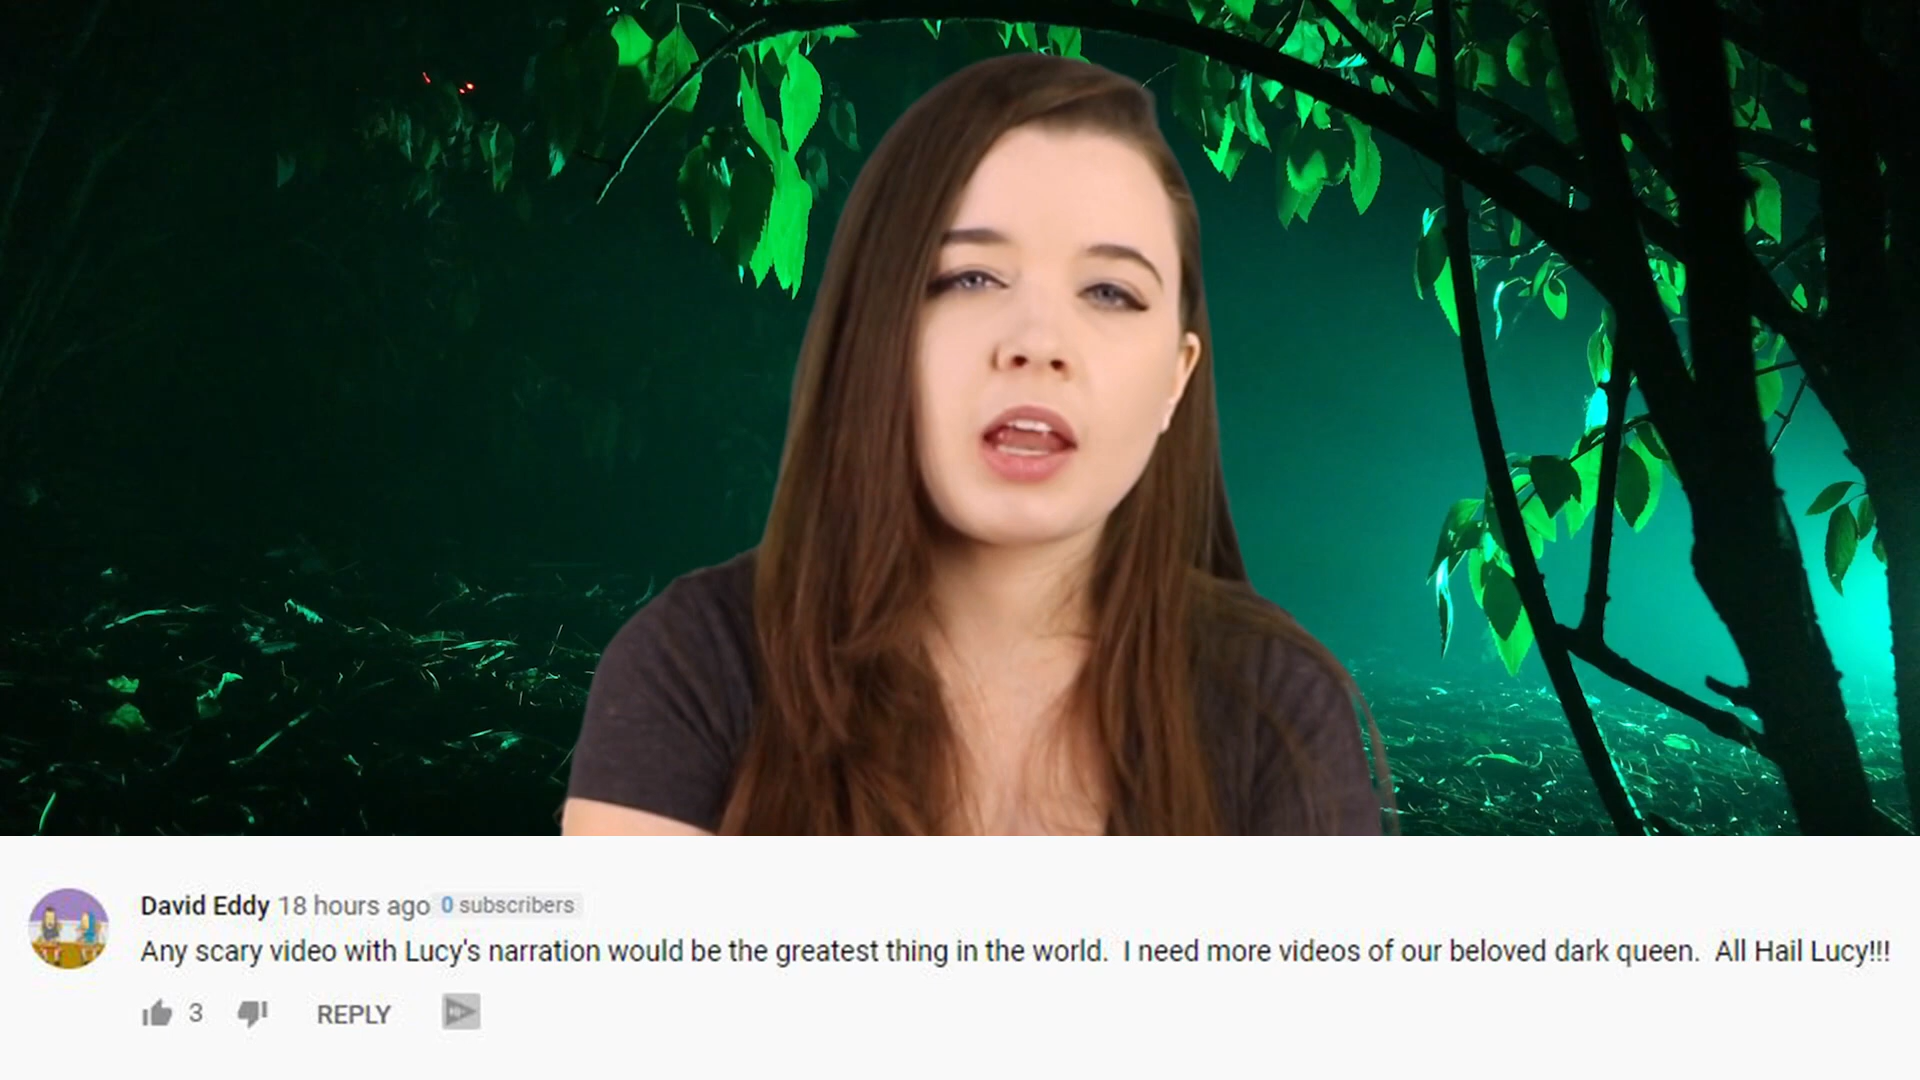 David Eddy 18 hours ago 0 subscribers
Any scary video with Lucy's narration would be the greatest thing in the world.  I need more videos of our beloved dark queen.  All Hail Lucy!!!
3 REPLY